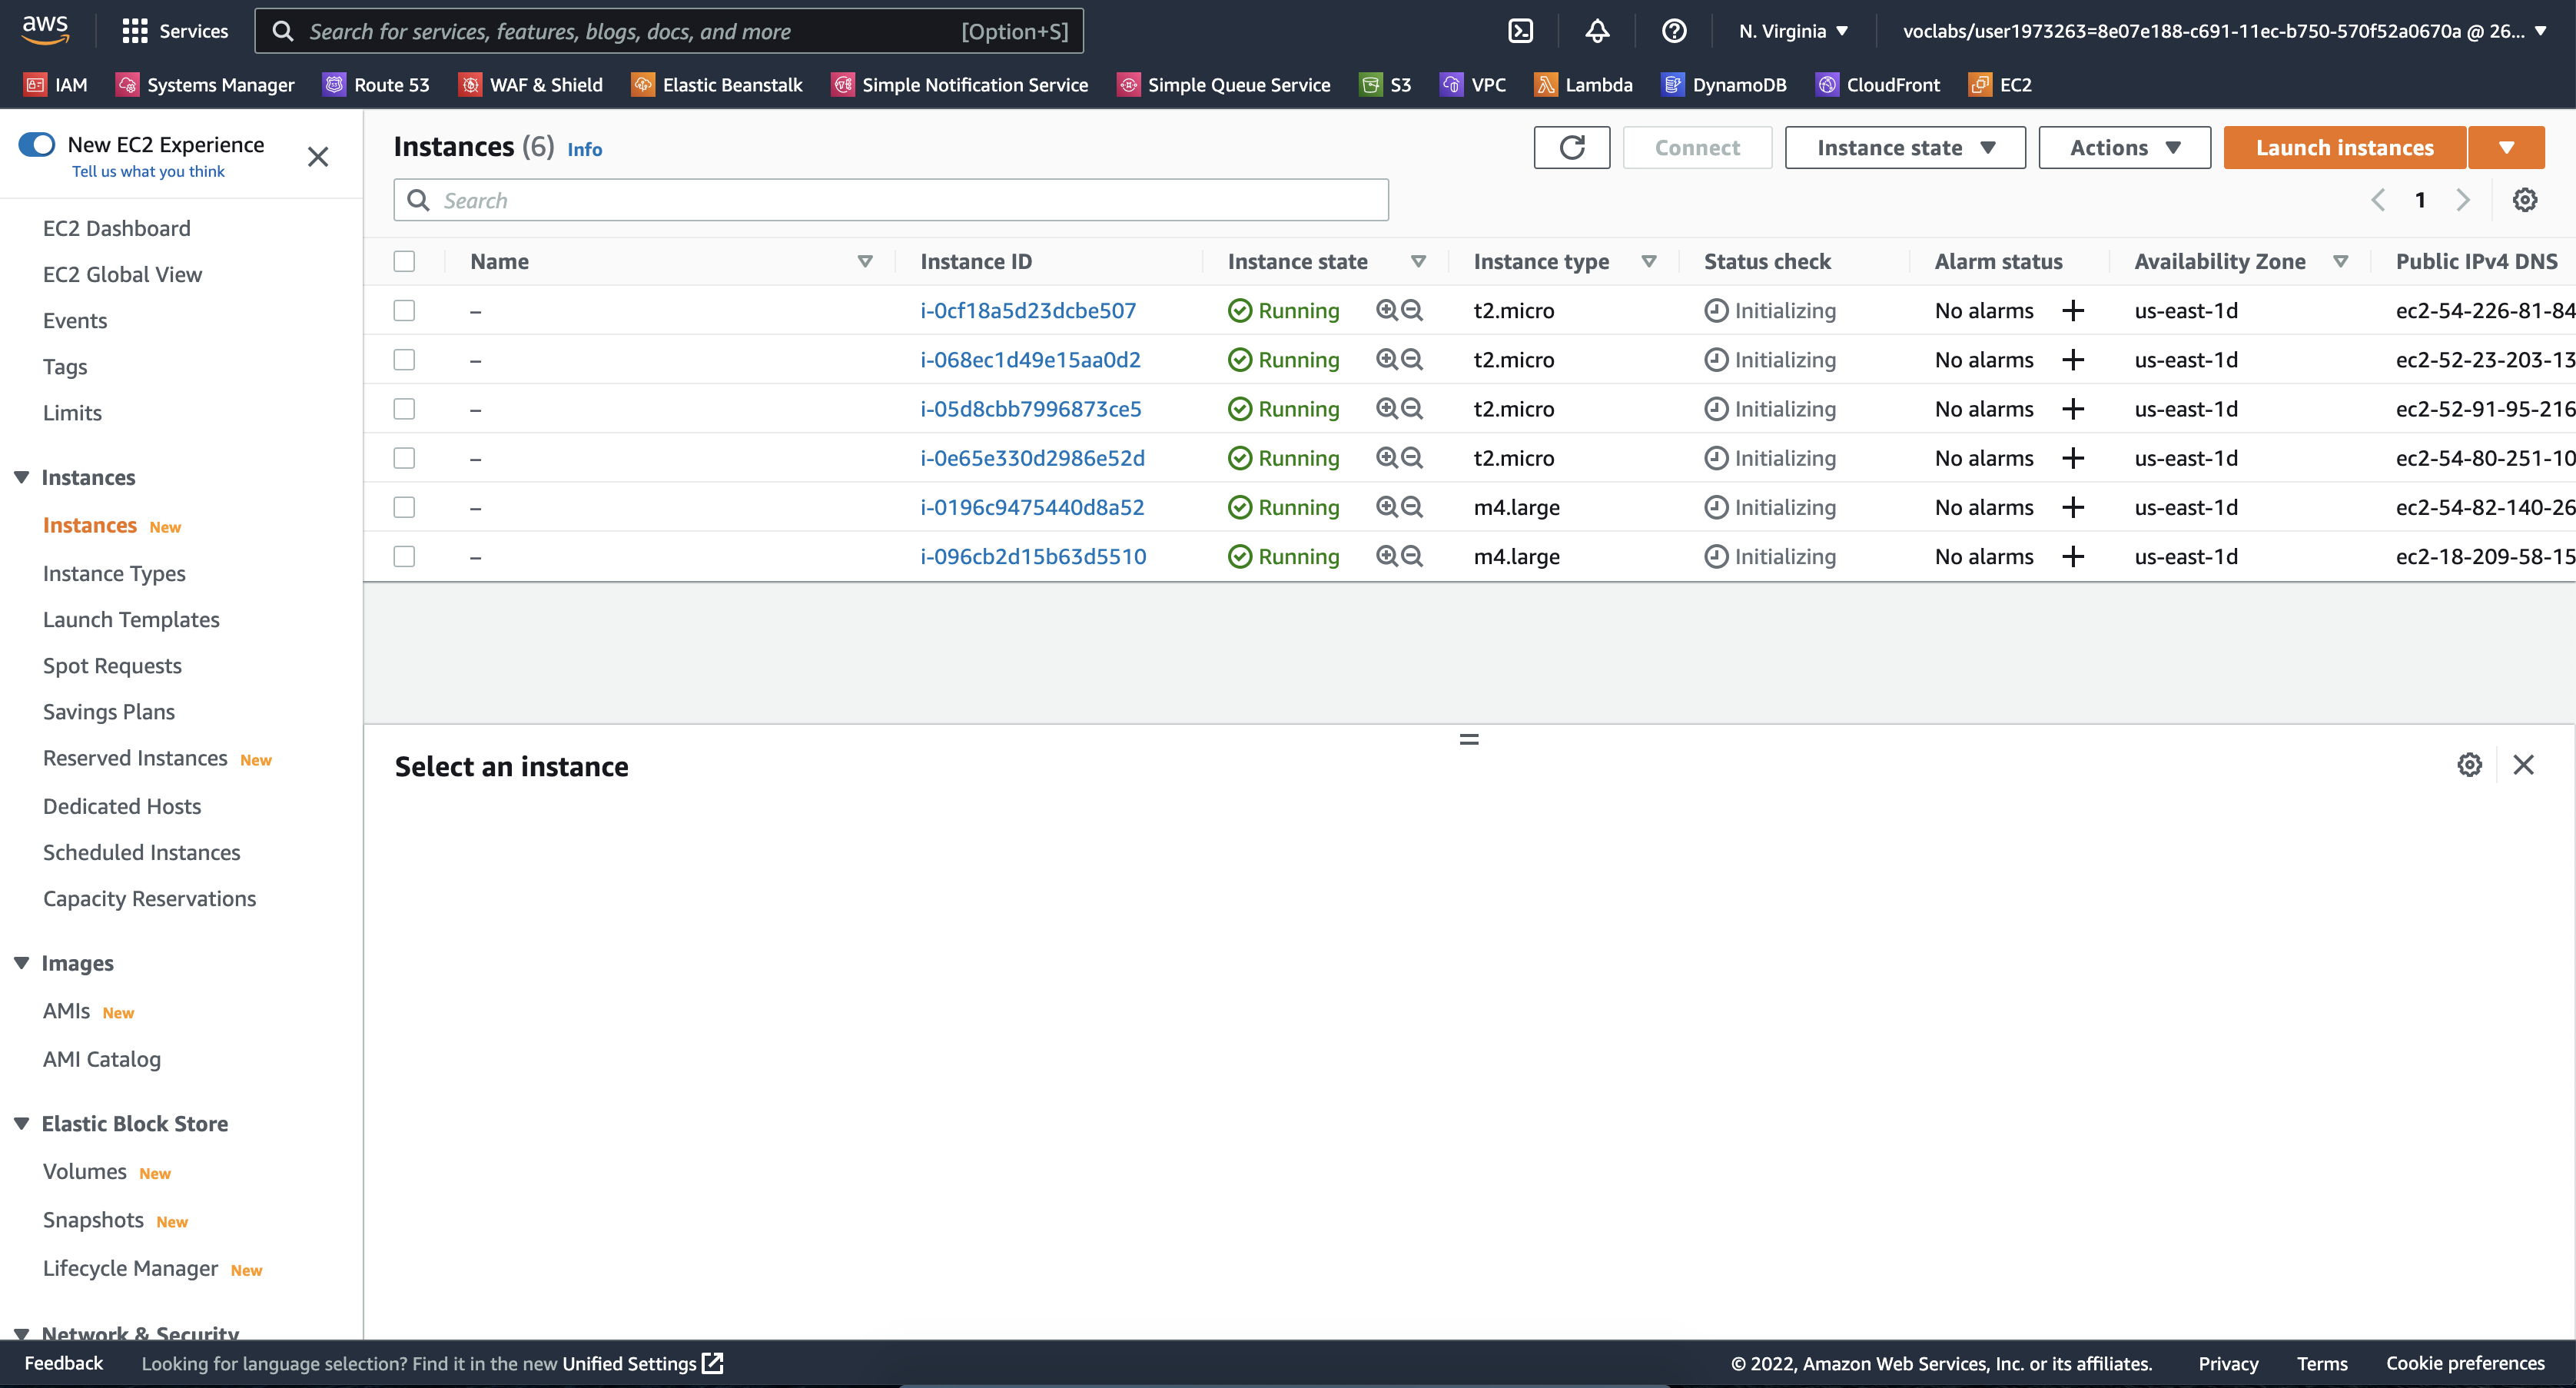 aws Services Search for services, features, blogs, docs, and more [Option+S] N. Virginia voclabs/user1973263=8e07e188-c691-11ec-b750-570f52a0670a @ 26...
IAM Systems Manager Route 53 WAF & Shield Elastic Beanstalk Simple Notification Service Simple Queue Service S3 VPC Lambda DynamoDB CloudFront EC2
New EC2 Experience
Tell us what you think
EC2 Dashboard
EC2 Global View
Events
Tags
Limits
Instances
Instances New
Instance Types
Launch Templates
Spot Requests
Savings Plans
Reserved Instances New
Dedicated Hosts
Scheduled Instances
Capacity Reservations
Images
AMIs New
AMI Catalog
Elastic Block Store
Volumes New
Snapshots New
Lifecycle Manager New
Network & Security
Instances (6) Info Connect Instance state Actions Launch instances
Search 1
Name Instance ID Instance state Instance type Status check Alarm status Availability Zone Public IPv4 DNS
– i-0cf18a5d23dcbe507 Running t2.micro Initializing No alarms + us-east-1d ec2-54-226-81-84
– i-068ec1d49e15aa0d2 Running t2.micro Initializing No alarms + us-east-1d ec2-52-23-203-13
– i-05d8cbb7996873ce5 Running t2.micro Initializing No alarms + us-east-1d ec2-52-91-95-216
– i-0e65e330d2986e52d Running t2.micro Initializing No alarms + us-east-1d ec2-54-80-251-10
– i-0196c9475440d8a52 Running m4.large Initializing No alarms + us-east-1d ec2-54-82-140-26
– i-096cb2d15b63d5510 Running m4.large Initializing No alarms + us-east-1d ec2-18-209-58-15
Select an instance
Feedback Looking for language selection? Find it in the new Unified Settings © 2022, Amazon Web Services, Inc. or its affiliates. Privacy Terms Cookie preferences